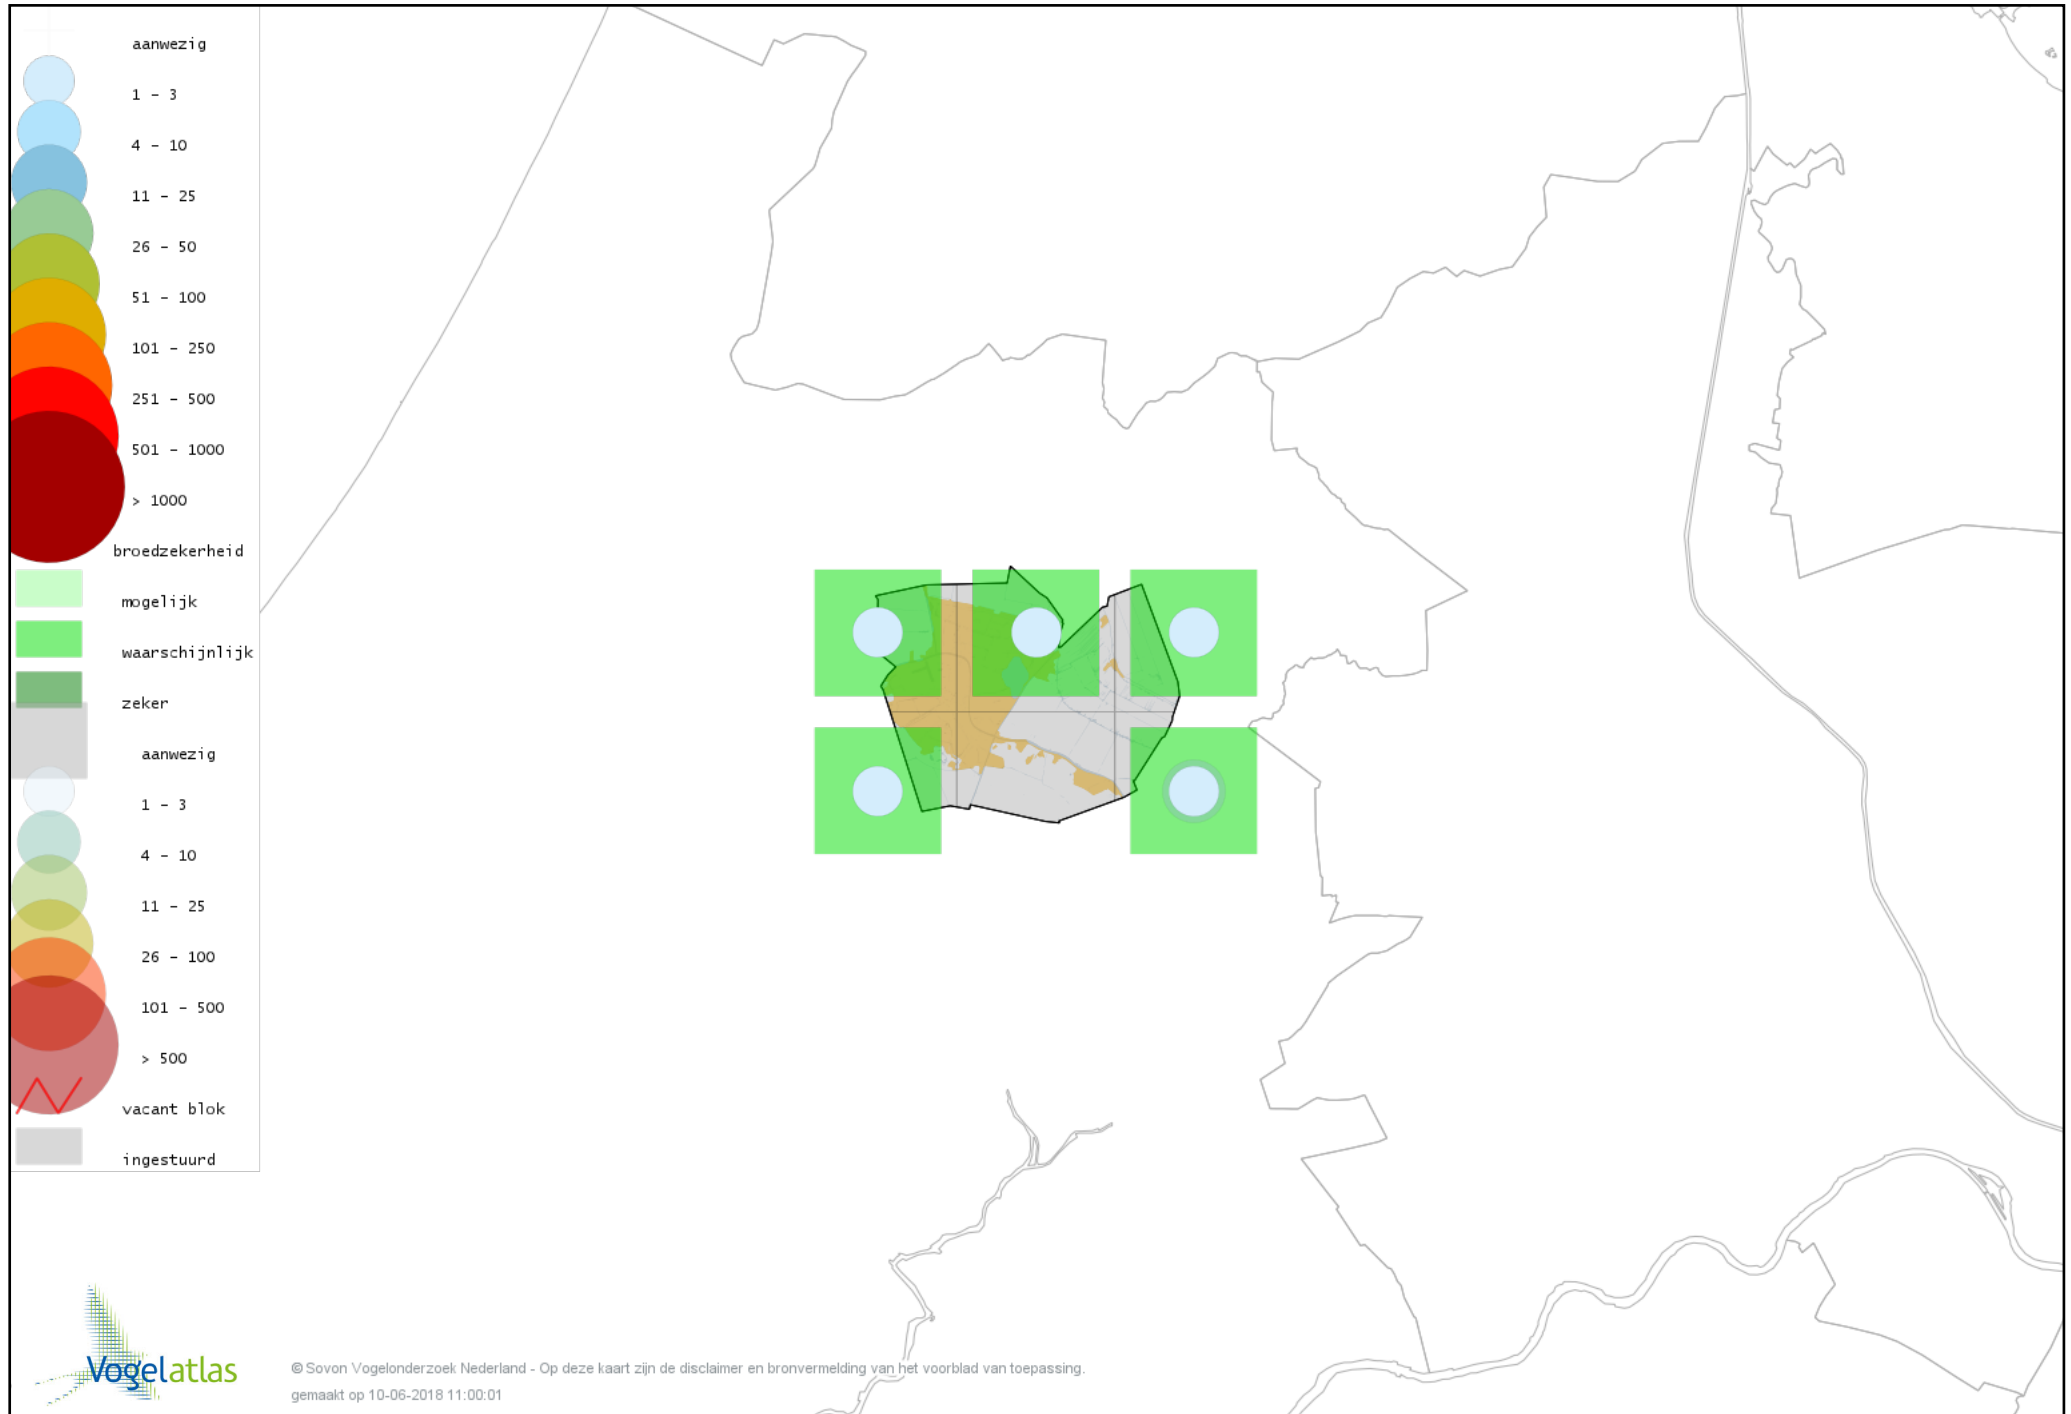 aanwezig
1 - 3
4 - 10
11 - 25
26 - 50
51 - 100
101 - 250
251 - 500
501 - 1000
> 1000
broedzekerheid
mogelijk
waarschijnlijk
zeker
aanwezig
1 - 3
4 - 10
11 - 25
26 - 100
101 - 500
> 500
vacant blok
ingestuurd
Vogelatlas
© Sovon Vogelonderzoek Nederland - Op deze kaart zijn de disclaimer en bronvermelding van het voorblad van toepassing.
gemaakt op 10-06-2018 11:00:01